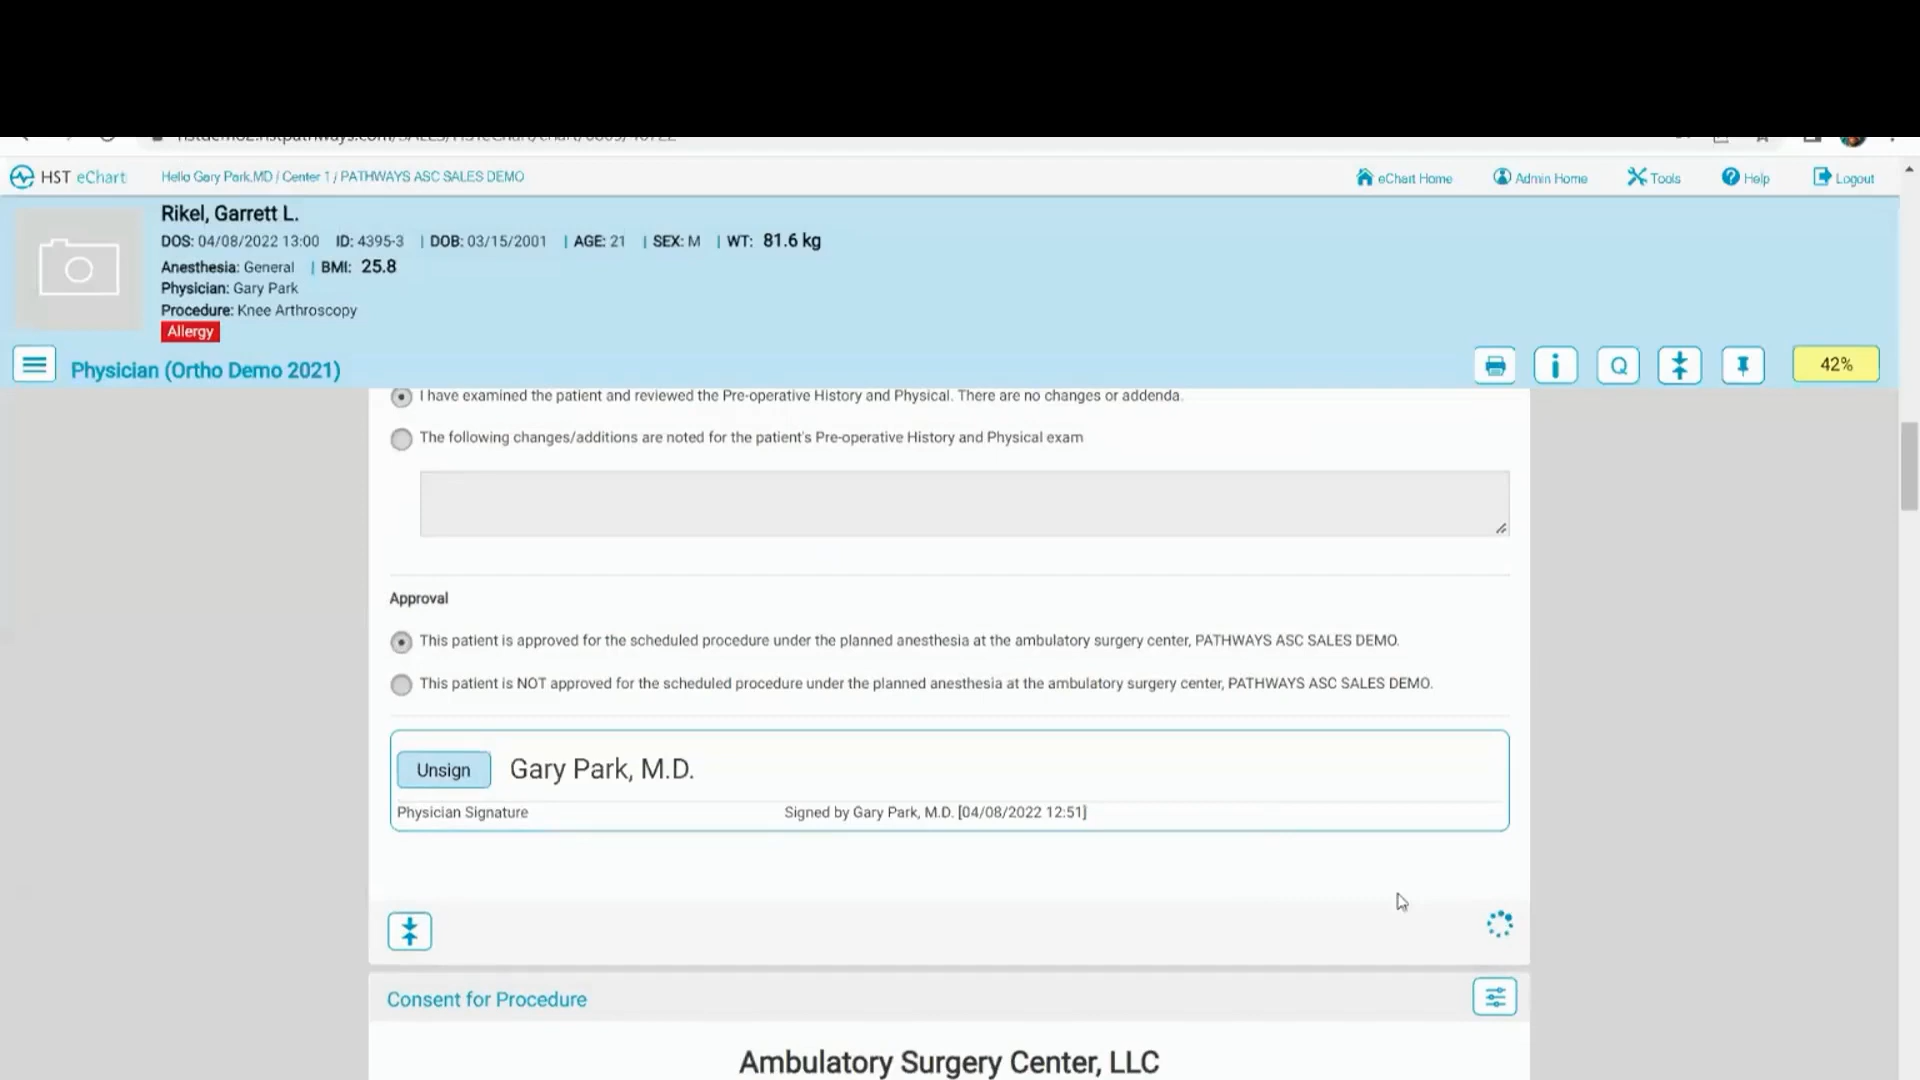 HST eChart
Hello Gary Park,MD / Center 1 / PATHWAYS ASC SALES DEMO
eChart Home
Admin Home
Tools
Help
Logout
Rikel, Garrett L.
DOS: 04/08/2022 13:00 ID: 4395-3 | DOB: 03/15/2001 | AGE: 21 | SEX: M | WT: 81.6 kg
Anesthesia: General | BMI: 25.8
Physician: Gary Park
Procedure: Knee Arthroscopy
Allergy
Physician (Ortho Demo 2021)
i
Q
42%
I have examined the patient and reviewed the Pre-operative History and Physical. There are no changes or addenda.
The following changes/additions are noted for the patient's Pre-operative History and Physical exam
Approval
This patient is approved for the scheduled procedure under the planned anesthesia at the ambulatory surgery center, PATHWAYS ASC SALES DEMO.
This patient is NOT approved for the scheduled procedure under the planned anesthesia at the ambulatory surgery center, PATHWAYS ASC SALES DEMO.
Unsign
Gary Park, M.D.
Physician Signature
Signed by Gary Park, M.D. [04/08/2022 12:51]
Consent for Procedure
Ambulatory Surgery Center, LLC